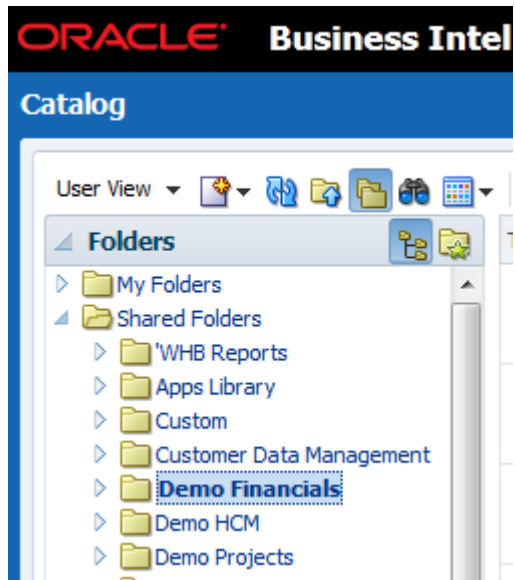 ORACLE Business Intel
Catalog
User View
Folders
My Folders
Shared Folders
'WHB Reports
Apps Library
Custom
Customer Data Management
Demo Financials
Demo HCM
Demo Projects